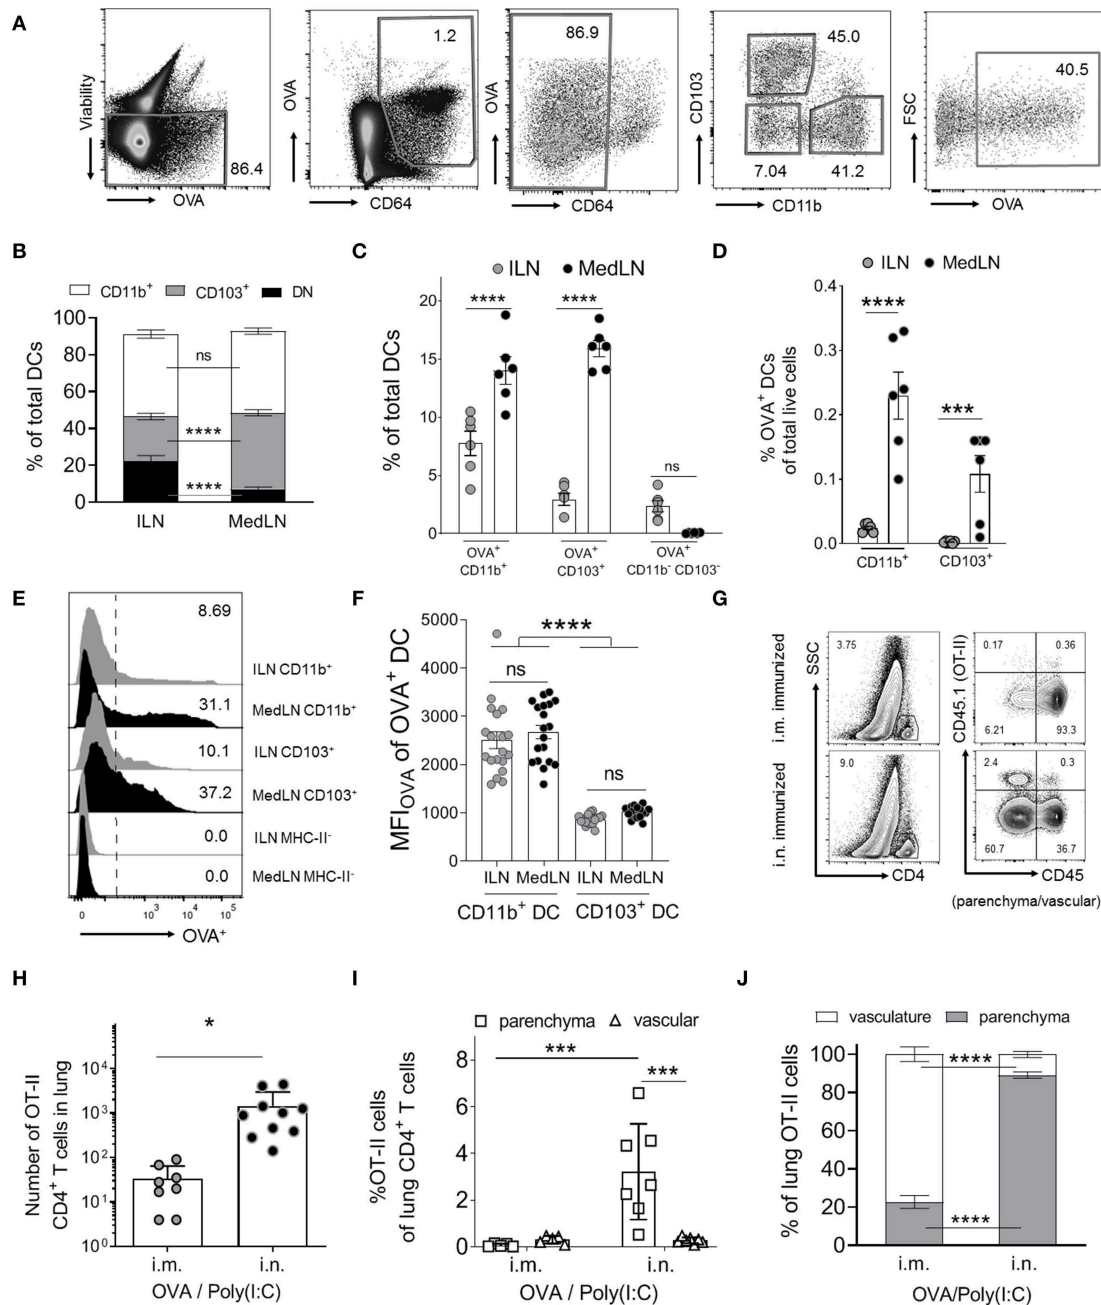 A
Viability
86.4
OVA
OVA
1.2
CD64
OVA
86.9
CD64
CD103
45.0
7.04
41.2
CD11b
FSC
40.5
OVA
B
CD11b+ CD103+ DN
% of total DCs
100
80
60
40
20
0
ns
****
****
ILN MedLN
C
ILN MedLN
% of total DCs
20
15
10
5
0
**** ****
ns
OVA+ CD11b+
OVA+ CD103+
OVA+ CD11b- CD103-
D
ILN MedLN
% OVA+ DCs
of total live cells
0.4
0.3
0.2
0.1
0.0
****
***
CD11b+ CD103+
E
8.69
ILN CD11b+
31.1
MedLN CD11b+
10.1
ILN CD103+
37.2
MedLN CD103+
0.0
ILN MHC-II-
0.0
MedLN MHC-II-
0 10^3 10^4 10^5
OVA+
F
MFI_OVA of OVA+ DC
5000
4000
3000
2000
1000
0
****
ns
ns
ILN MedLN ILN MedLN
CD11b+ DC CD103+ DC
G
i.m. immunized
i.n. immunized
SSC
3.75
9.0
CD4
CD45.1 (OT-II)
0.17 0.36
6.21 93.3
2.4 0.3
60.7 36.7
CD45
(parenchyma/vascular)
H
Number of OT-II
CD4+ T cells in lung
10^4
10^3
10^2
10^1
10^0
*
i.m. i.n.
OVA / Poly(I:C)
I
parenchyma vascular
%OT-II cells
of lung CD4+ T cells
8
6
4
2
0
***
***
i.m. i.n.
OVA / Poly(I:C)
J
vasculature parenchyma
% of lung OT-II cells
100
80
60
40
20
0
****
****
i.m. i.n.
OVA/Poly(I:C)